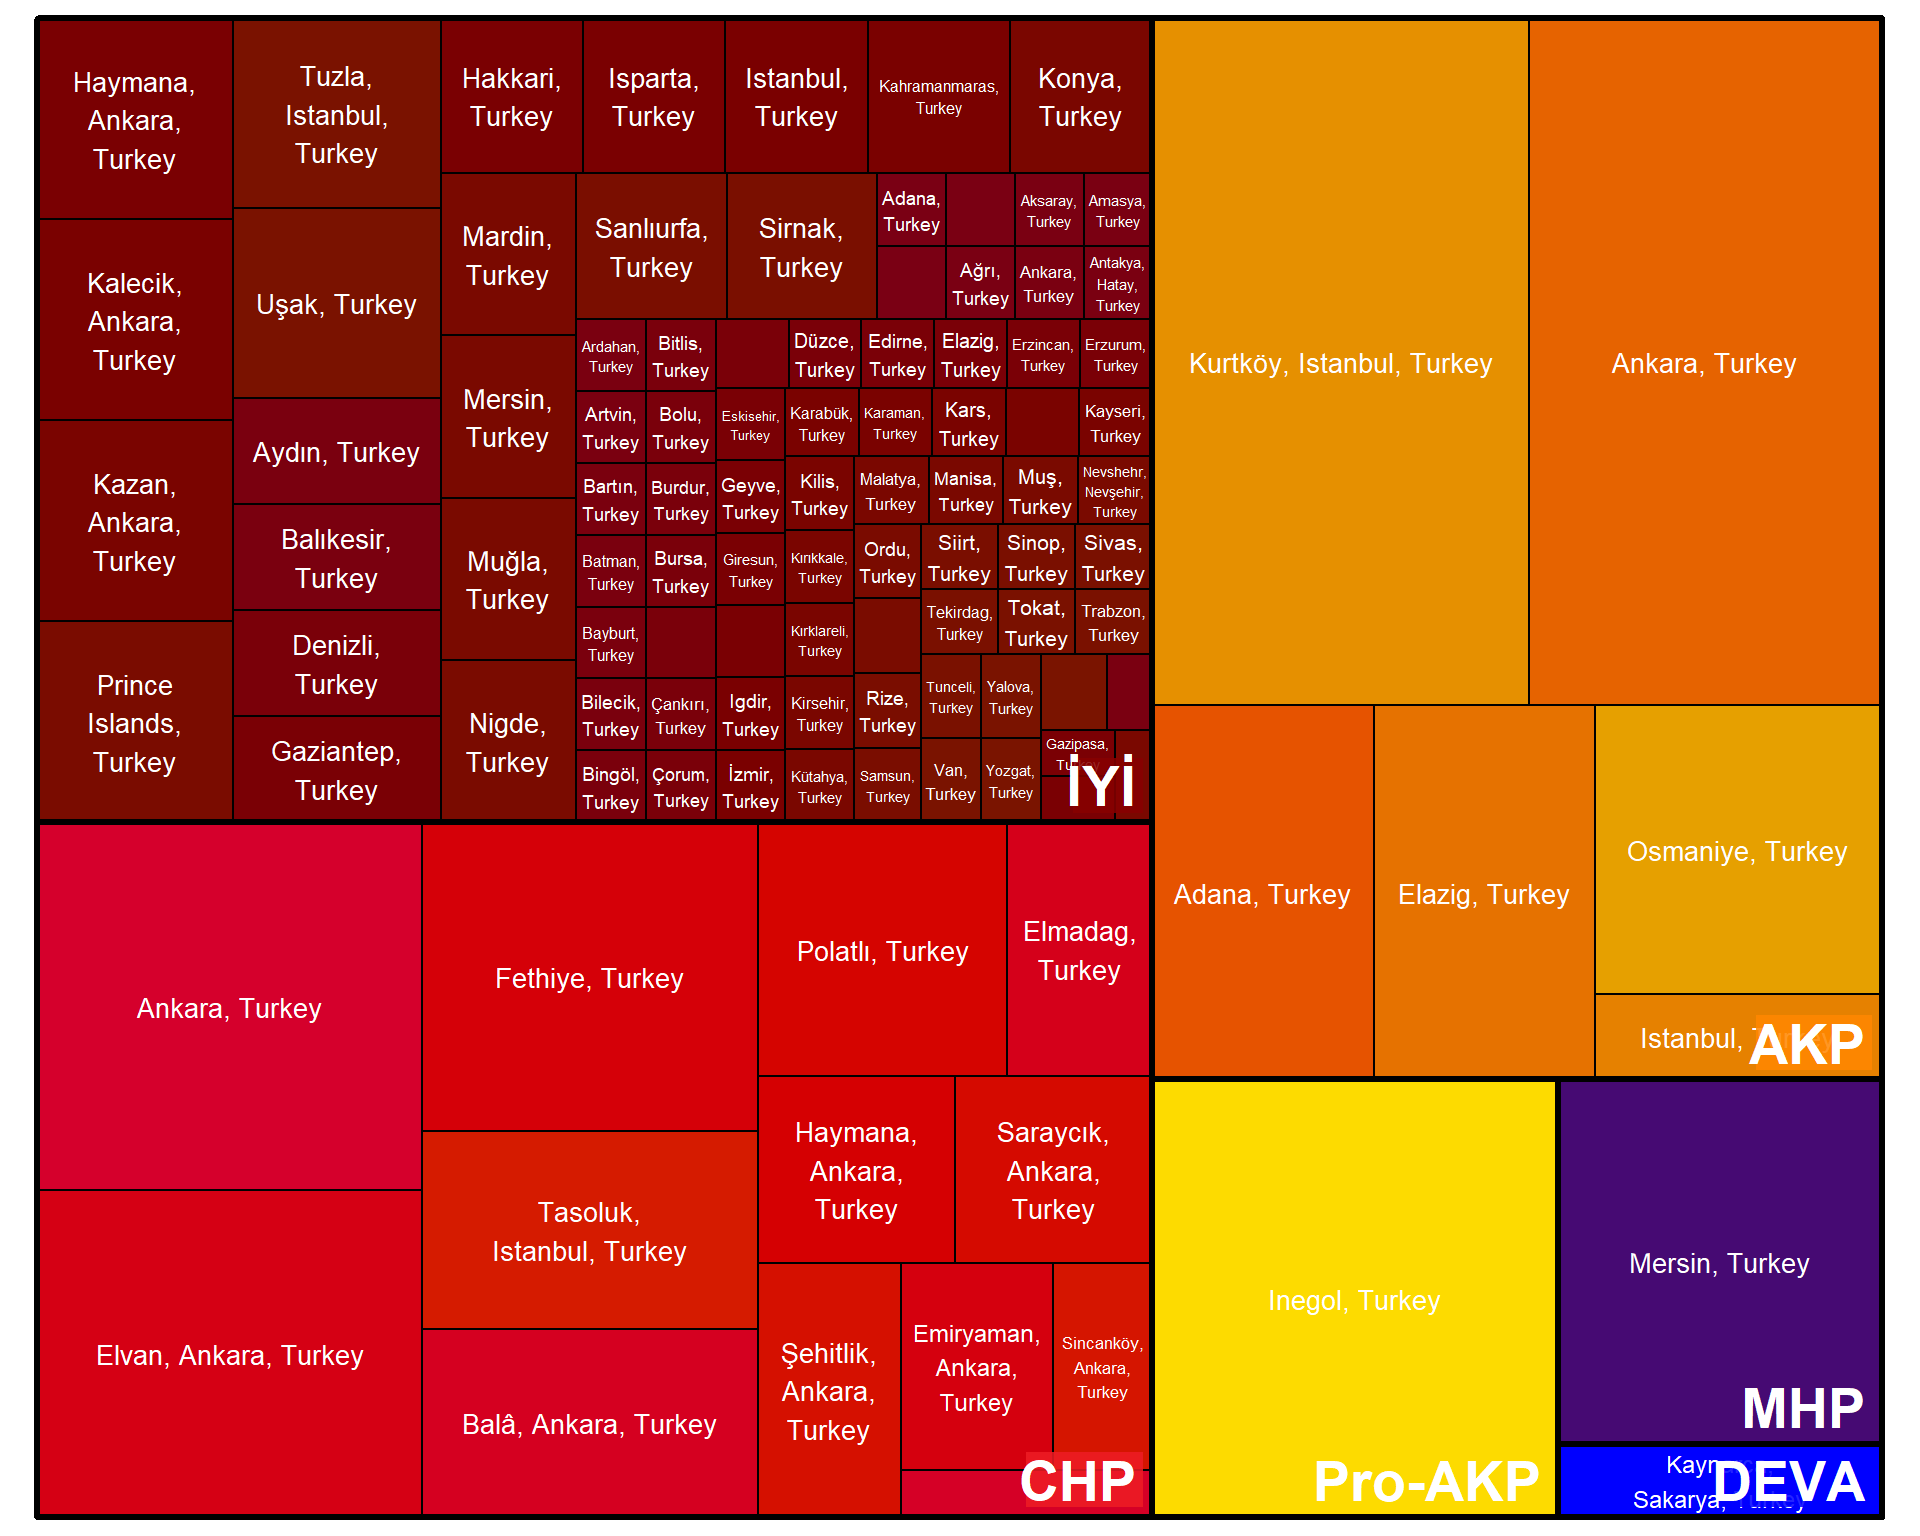 Haymana,
Ankara,
Turkey
Kalecik,
Ankara,
Turkey
Kazan,
Ankara,
Turkey
Prince
Islands,
Turkey
Tuzla,
Istanbul,
Turkey
Uşak, Turkey
Aydın, Turkey
Balıkesir,
Turkey
Denizli,
Turkey
Gaziantep,
Turkey
Hakkari,
Turkey
Isparta,
Turkey
Istanbul,
Turkey
Kahramanmaras,
Turkey
Konya,
Turkey
Mardin,
Turkey
Mersin,
Turkey
Muğla,
Turkey
Nigde,
Turkey
Sanlıurfa,
Turkey
Sirnak,
Turkey
Adana,
Turkey
Aksaray,
Turkey
Amasya,
Turkey
Ağrı,
Turkey
Ankara,
Turkey
Antakya,
Hatay,
Turkey
Ardahan,
Turkey
Bitlis,
Turkey
Düzce,
Turkey
Edirne,
Turkey
Elazig,
Turkey
Erzincan,
Turkey
Erzurum,
Turkey
Artvin,
Turkey
Bolu,
Turkey
Eskisehir,
Turkey
Karabük,
Turkey
Karaman,
Turkey
Kars,
Turkey
Kayseri,
Turkey
Bartın,
Turkey
Burdur,
Turkey
Geyve,
Turkey
Kilis,
Turkey
Malatya,
Turkey
Manisa,
Turkey
Muş,
Turkey
Nevshehr,
Nevşehir,
Turkey
Batman,
Turkey
Bursa,
Turkey
Giresun,
Turkey
Kırıkkale,
Turkey
Ordu,
Turkey
Siirt,
Turkey
Sinop,
Turkey
Sivas,
Turkey
Bayburt,
Turkey
Kırklareli,
Turkey
Tekirdag,
Turkey
Tokat,
Turkey
Trabzon,
Turkey
Bilecik,
Turkey
Çankırı,
Turkey
Igdir,
Turkey
Kirsehir,
Turkey
Rize,
Turkey
Tunceli,
Turkey
Yalova,
Turkey
Bingöl,
Turkey
Çorum,
Turkey
İzmir,
Turkey
Kütahya,
Turkey
Samsun,
Turkey
Van,
Turkey
Yozgat,
Turkey
Gazipasa,
İYİ
Kurtköy, Istanbul, Turkey
Ankara, Turkey
Adana, Turkey
Elazig, Turkey
Osmaniye, Turkey
Istanbul,
AKP
Ankara, Turkey
Elvan, Ankara, Turkey
Fethiye, Turkey
Tasoluk,
Istanbul, Turkey
Balâ, Ankara, Turkey
Polatlı, Turkey
Elmadag,
Turkey
Haymana,
Ankara,
Turkey
Saraycık,
Ankara,
Turkey
Şehitlik,
Ankara,
Turkey
Emiryaman,
Ankara,
Turkey
Sincanköy,
Ankara,
Turkey
CHP
Inegol, Turkey
Pro-AKP
Mersin, Turkey
MHP
Sakarya, Turkey
DEVA